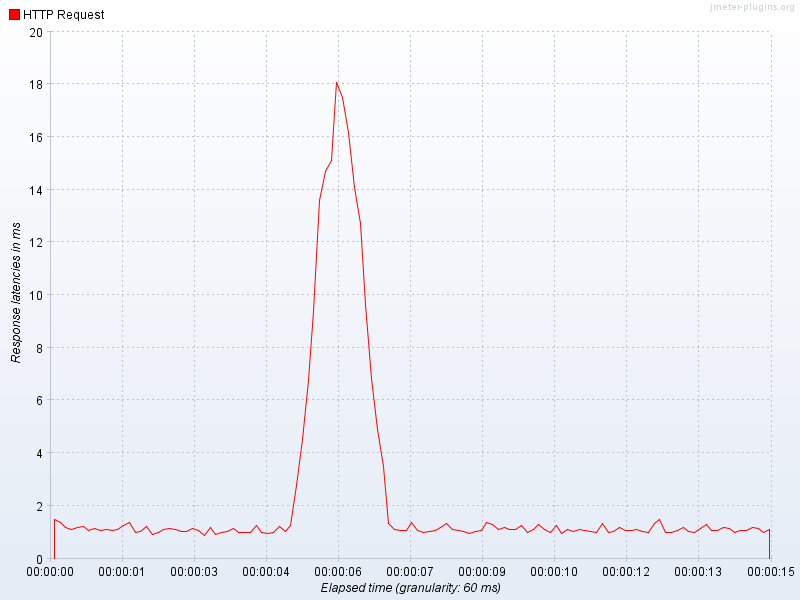 HTTP Request
jmeter-plugins.org
20
18
16
14
12
10
8
6
4
2
0
Response latencies in ms
00:00:00 00:00:01 00:00:03 00:00:04 00:00:06 00:00:07 00:00:09 00:00:10 00:00:12 00:00:13 00:00:15
Elapsed time (granularity: 60 ms)